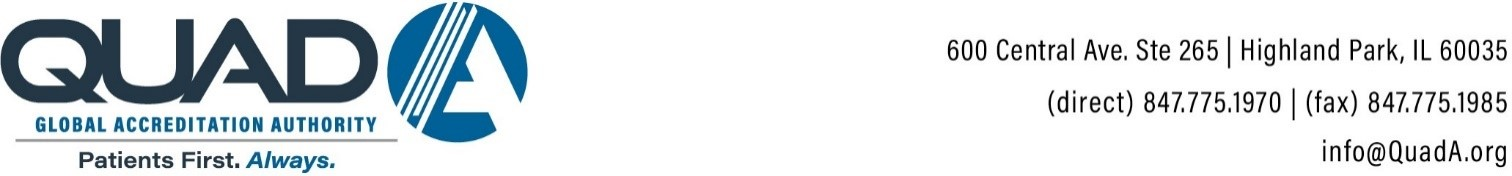 QUAD A
GLOBAL ACCREDITATION AUTHORITY
Patients First. Always.
600 Central Ave. Ste 265 | Highland Park, IL 60035
(direct) 847.775.1970 | (fax) 847.775.1985
info@QuadA.org